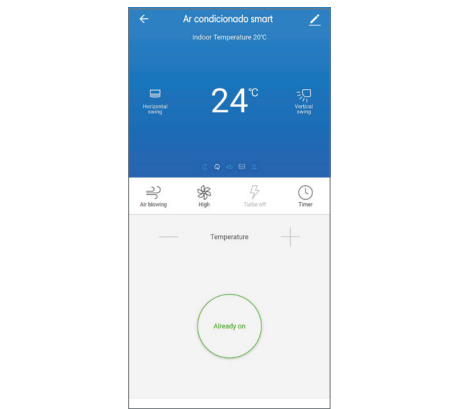 Ar condicionado smart
Indoor Temperature 20°C
24°C
Horizontal
swing
Vertical
swing
Air blowing
High
Turbo off
Timer
Temperature
Already on